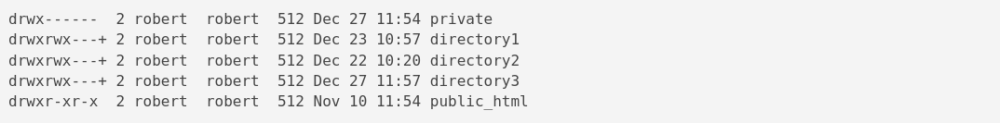 drwx------  2 robert  robert  512 Dec 27 11:54 private
drwxrwx---+ 2 robert  robert  512 Dec 23 10:57 directory1
drwxrwx---+ 2 robert  robert  512 Dec 22 10:20 directory2
drwxrwx---+ 2 robert  robert  512 Dec 27 11:57 directory3
drwxr-xr-x  2 robert  robert  512 Nov 10 11:54 public_html